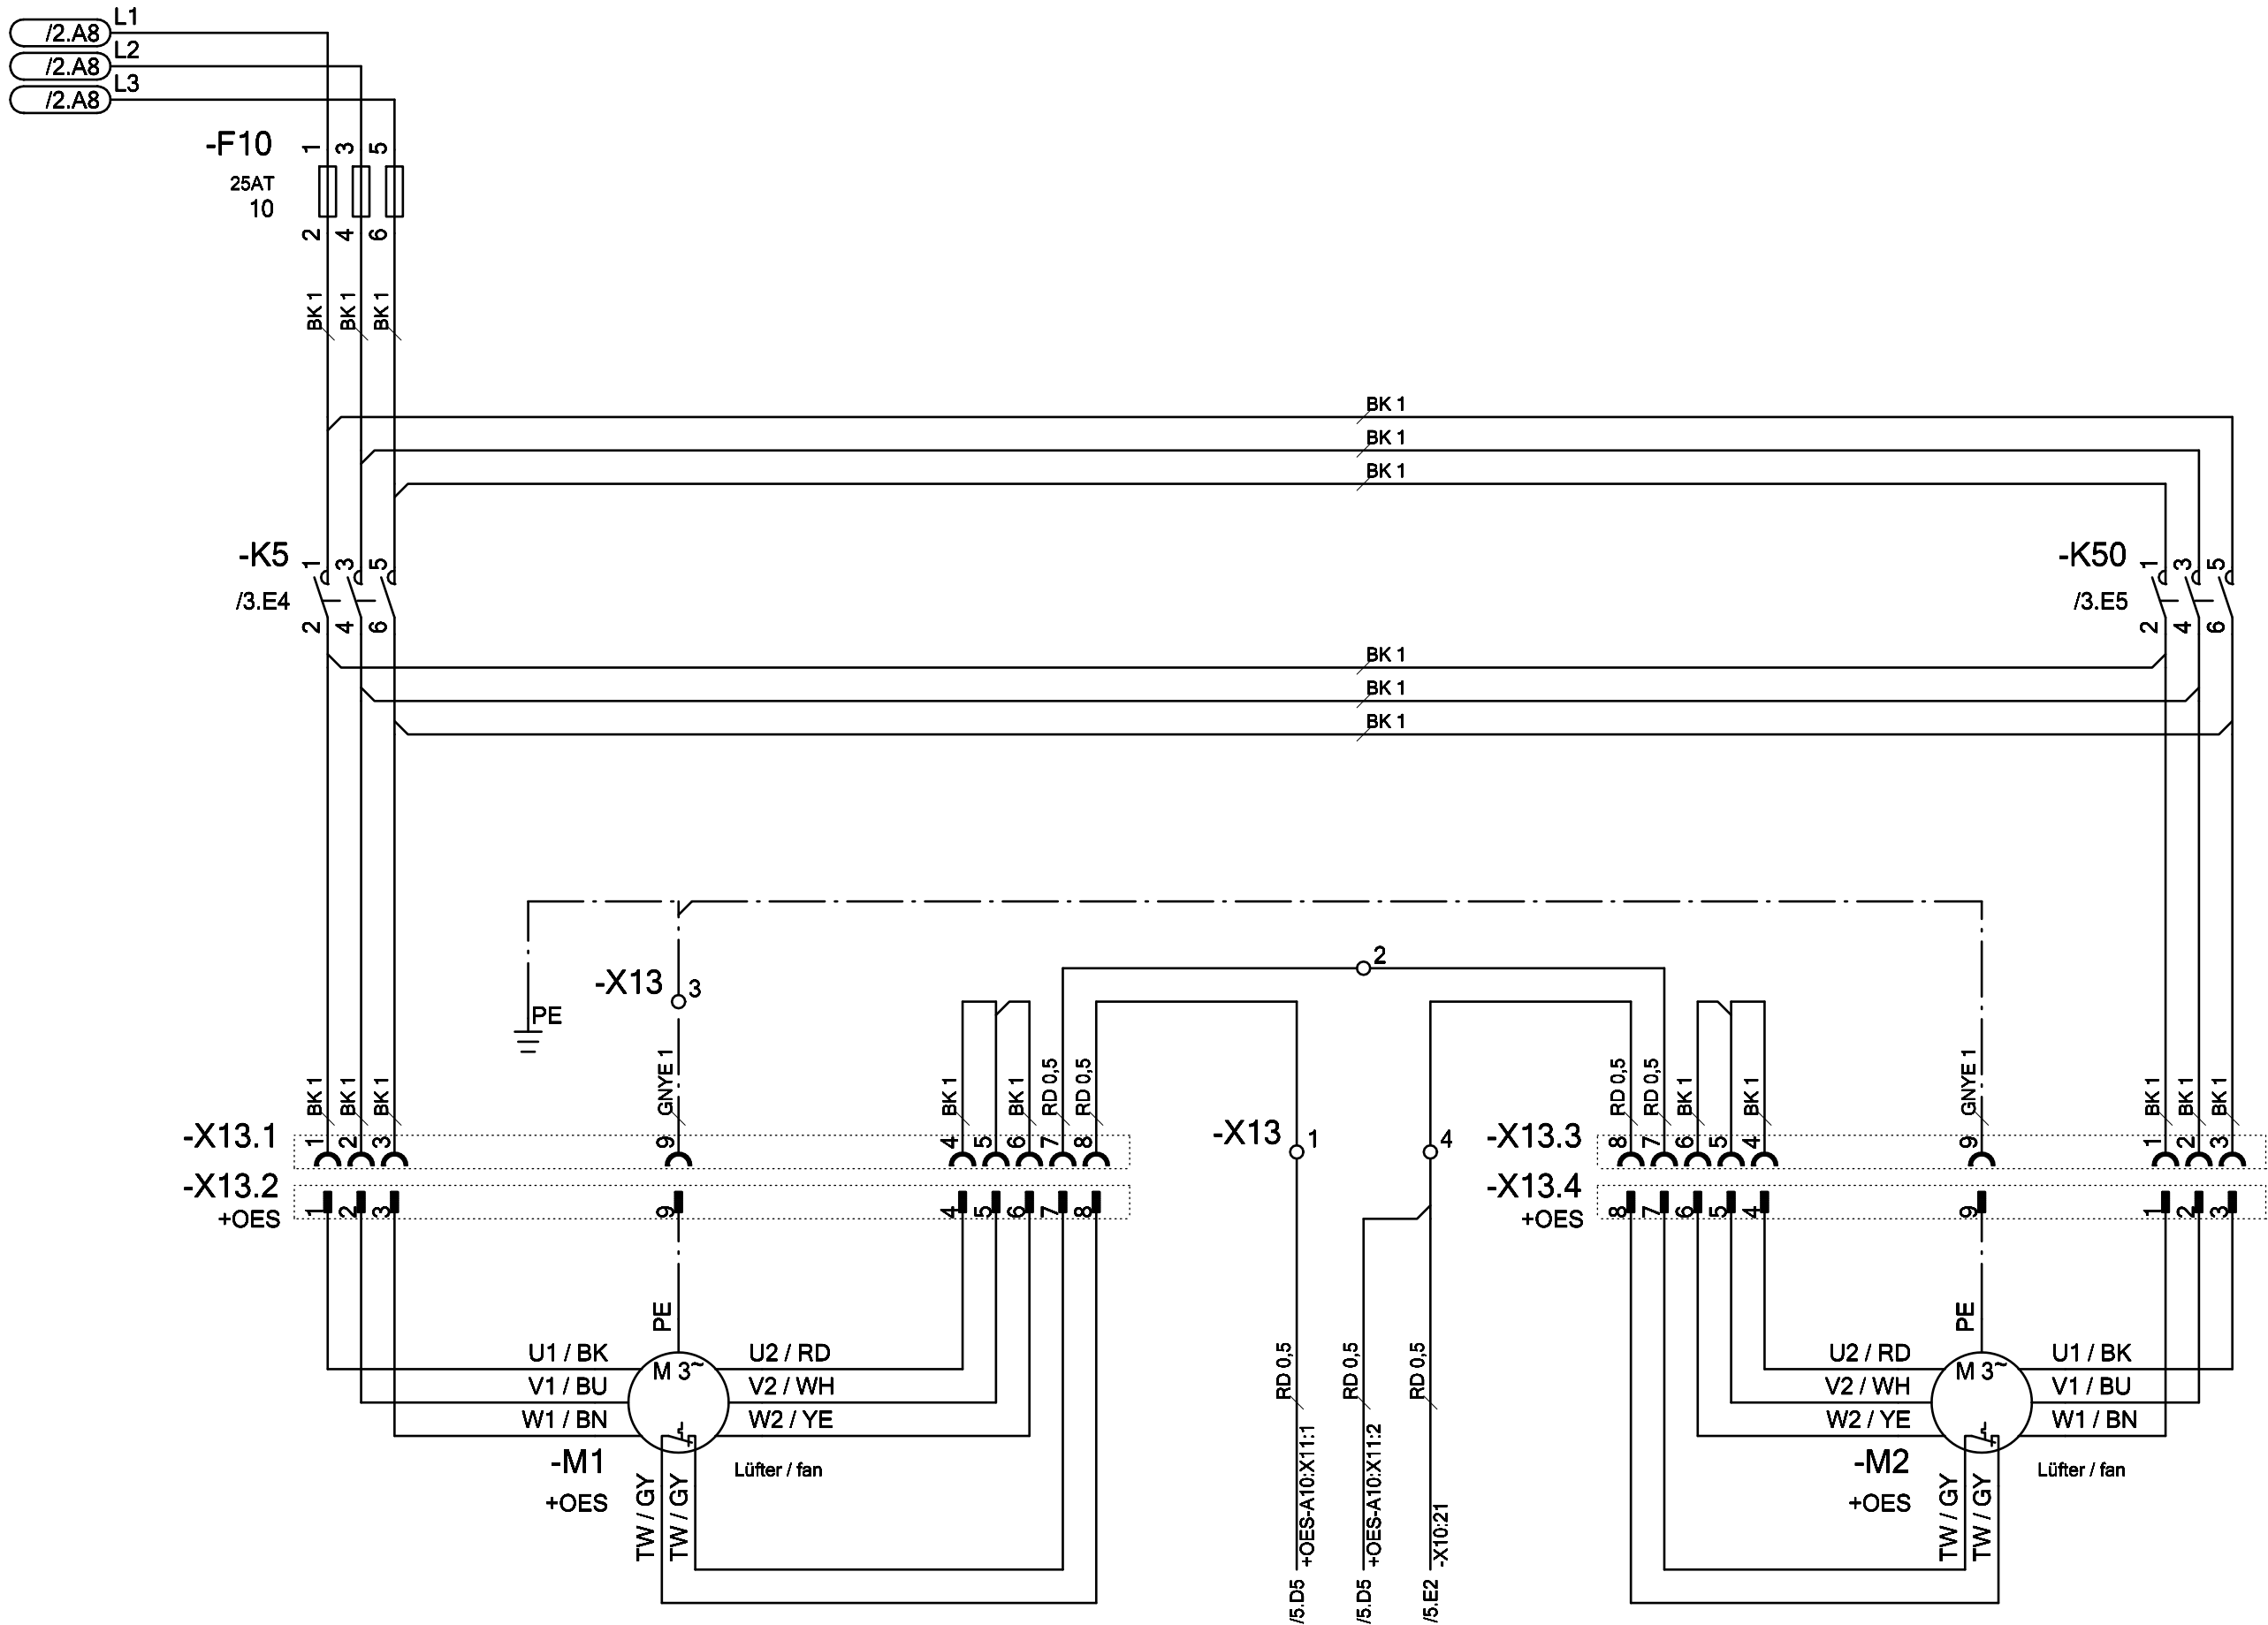 L1
/2.A8
L2
/2.A8
L3
/2.A8
-F10
1 3 5
25AT
10
2 4 6
BK 1 BK 1 BK 1
BK 1
BK 1
BK 1
-K5 1 3 5
/3.E4
2 4 6
-K50 1 3 5
/3.E5
2 4 6
BK 1
BK 1
BK 1
2
-X13 3
PE
BK 1 BK 1 BK 1 GNYE 1 BK 1 BK 1 RD 0,5 RD 0,5
RD 0,5 RD 0,5 BK 1 BK 1 GNYE 1 BK 1 BK 1 BK 1
-X13.1 1 2 3 9 4 5 6 7 8
-X13 1 4
-X13.3 8 7 6 5 4 9 1 2 3
-X13.2 1 2 3 9 4 5 6 7 8
+OES
-X13.4 8 7 6 5 4 9 1 2 3
+OES
PE
U1 / BK M 3~ U2 / RD
V1 / BU V2 / WH
W1 / BN W2 / YE
-M1
+OES
Lüfter / fan
TW / GY TW / GY
RD 0,5 RD 0,5 RD 0,5
+OES-A10:X11:1 +OES-A10:X11:2 -X10:21
/5.D5 /5.D5 /5.E2
PE
U2 / RD M 3~ U1 / BK
V2 / WH V1 / BU
W2 / YE W1 / BN
-M2
+OES
Lüfter / fan
TW / GY TW / GY